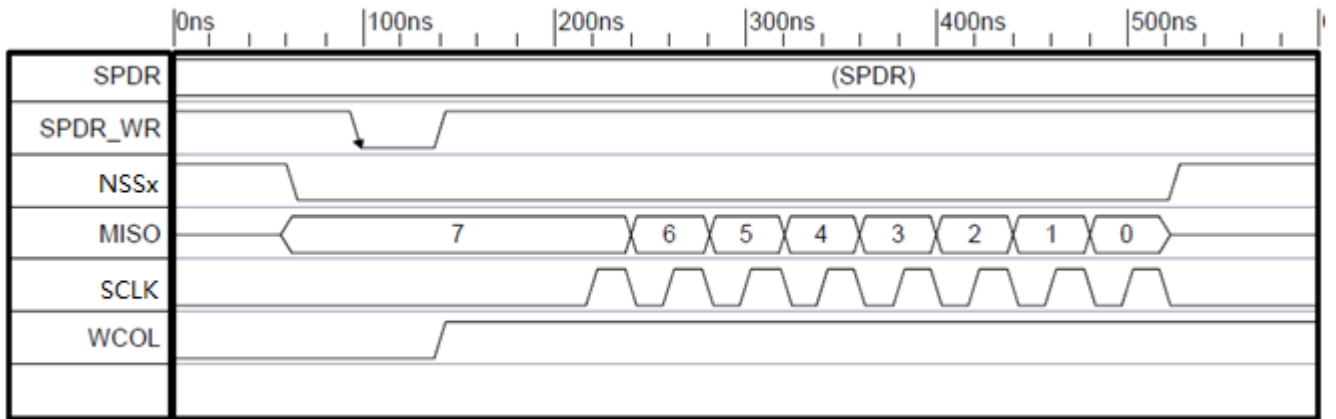 0ns 100ns 200ns 300ns 400ns 500ns
SPDR (SPDR)
SPDR_WR
NSSx
MISO 7 6 5 4 3 2 1 0
SCLK
WCOL